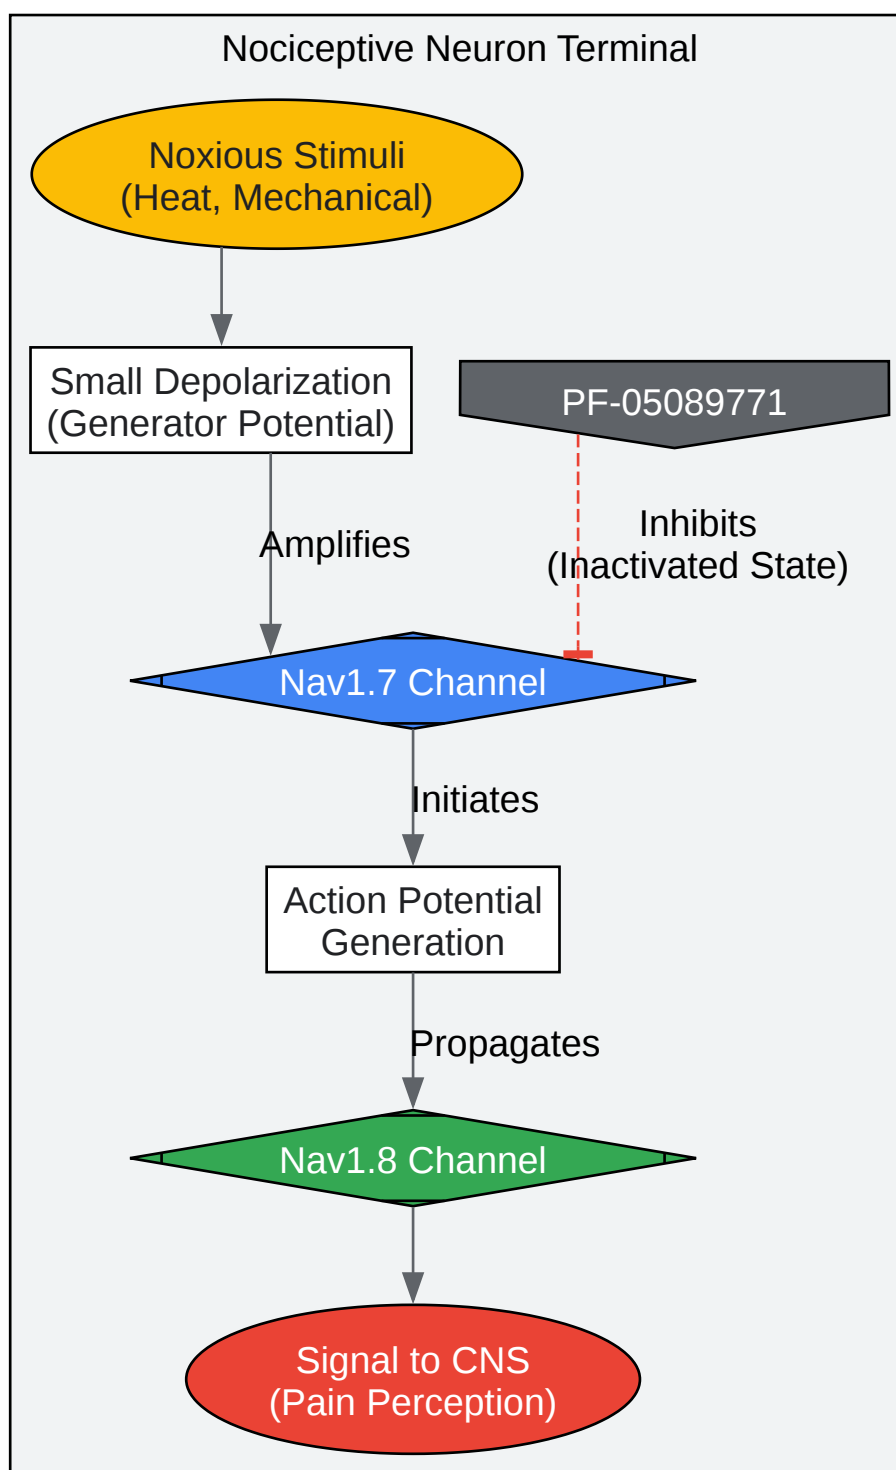 Nociceptive Neuron Terminal
Noxious Stimuli
(Heat, Mechanical)
Small Depolarization
(Generator Potential)
PF-05089771
Amplifies
Inhibits
(Inactivated State)
Nav1.7 Channel
Initiates
Action Potential
Generation
Propagates
Nav1.8 Channel
Signal to CNS
(Pain Perception)